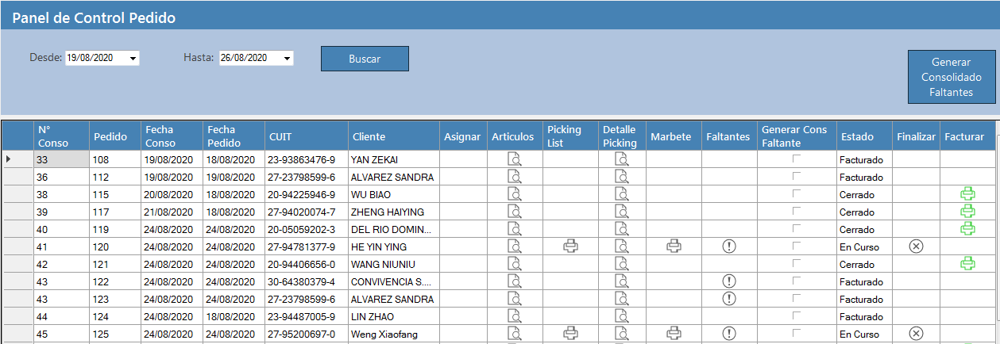 Panel de Control Pedido
Desde: 19/08/2020 Hasta: 26/08/2020 Buscar
Generar
Consolidado
Faltantes
N° Conso Pedido Fecha Conso Fecha Pedido CUIT Cliente Asignar Articulos Picking List Detalle Picking Marbete Faltantes Generar Cons Faltante Estado Finalizar Facturar
33 108 19/08/2020 18/08/2020 23-93863476-9 YAN ZEKAI Facturado
36 112 19/08/2020 19/08/2020 27-23798599-6 ALVAREZ SANDRA Facturado
38 115 20/08/2020 18/08/2020 20-94225946-9 WU BIAO Cerrado
39 117 21/08/2020 18/08/2020 27-94020074-7 ZHENG HAIYING Cerrado
40 119 24/08/2020 24/08/2020 20-05059202-3 DEL RIO DOMIN... Cerrado
41 120 24/08/2020 24/08/2020 27-94781377-9 HE YIN YING En Curso
42 121 24/08/2020 24/08/2020 20-94406656-0 WANG NIUNIU Cerrado
43 122 24/08/2020 24/08/2020 30-64380379-4 CONVIVENCIA S.... Facturado
43 123 24/08/2020 24/08/2020 27-23798599-6 ALVAREZ SANDRA Facturado
44 124 24/08/2020 18/08/2020 23-94487005-9 LIN ZHAO Facturado
45 125 24/08/2020 24/08/2020 27-95200697-0 Weng Xiaofang En Curso